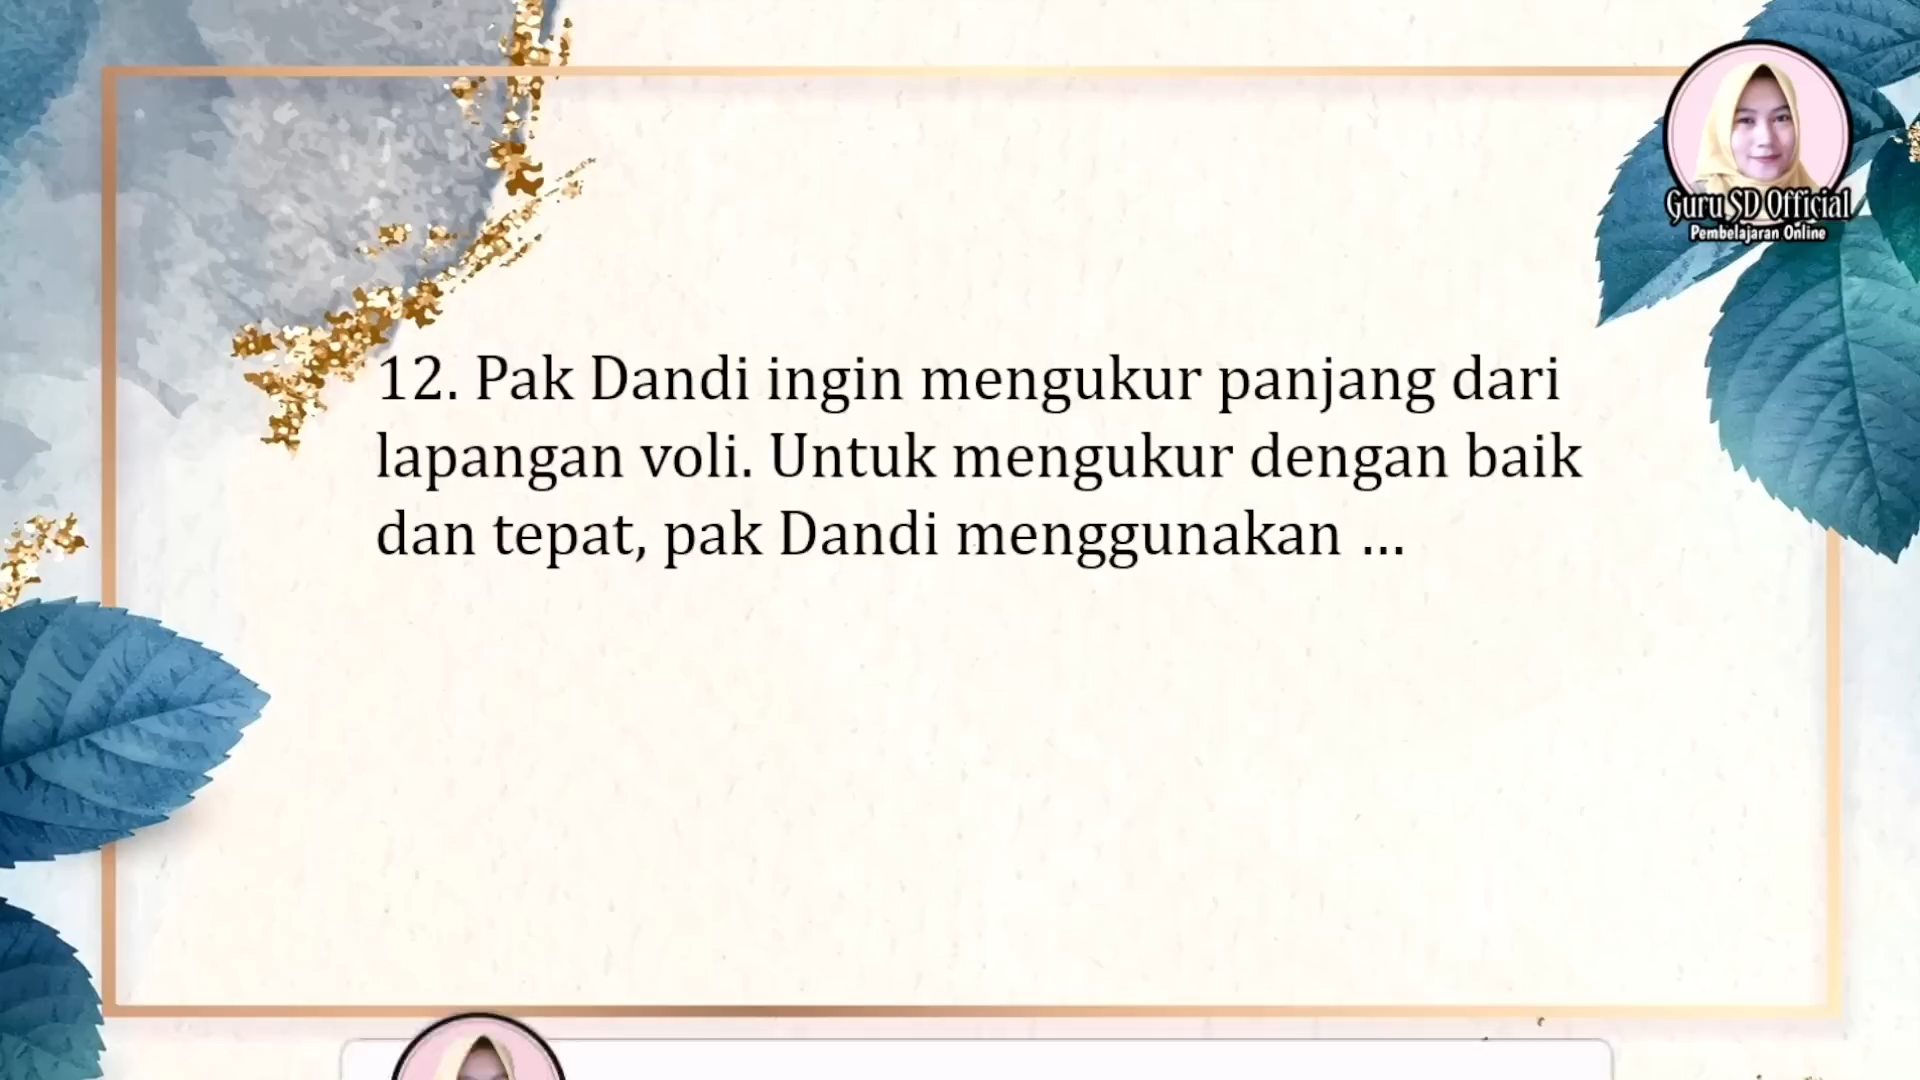 Guru SD Official
Pembelajaran Online
12. Pak Dandi ingin mengukur panjang dari
lapangan voli. Untuk mengukur dengan baik
dan tepat, pak Dandi menggunakan ...